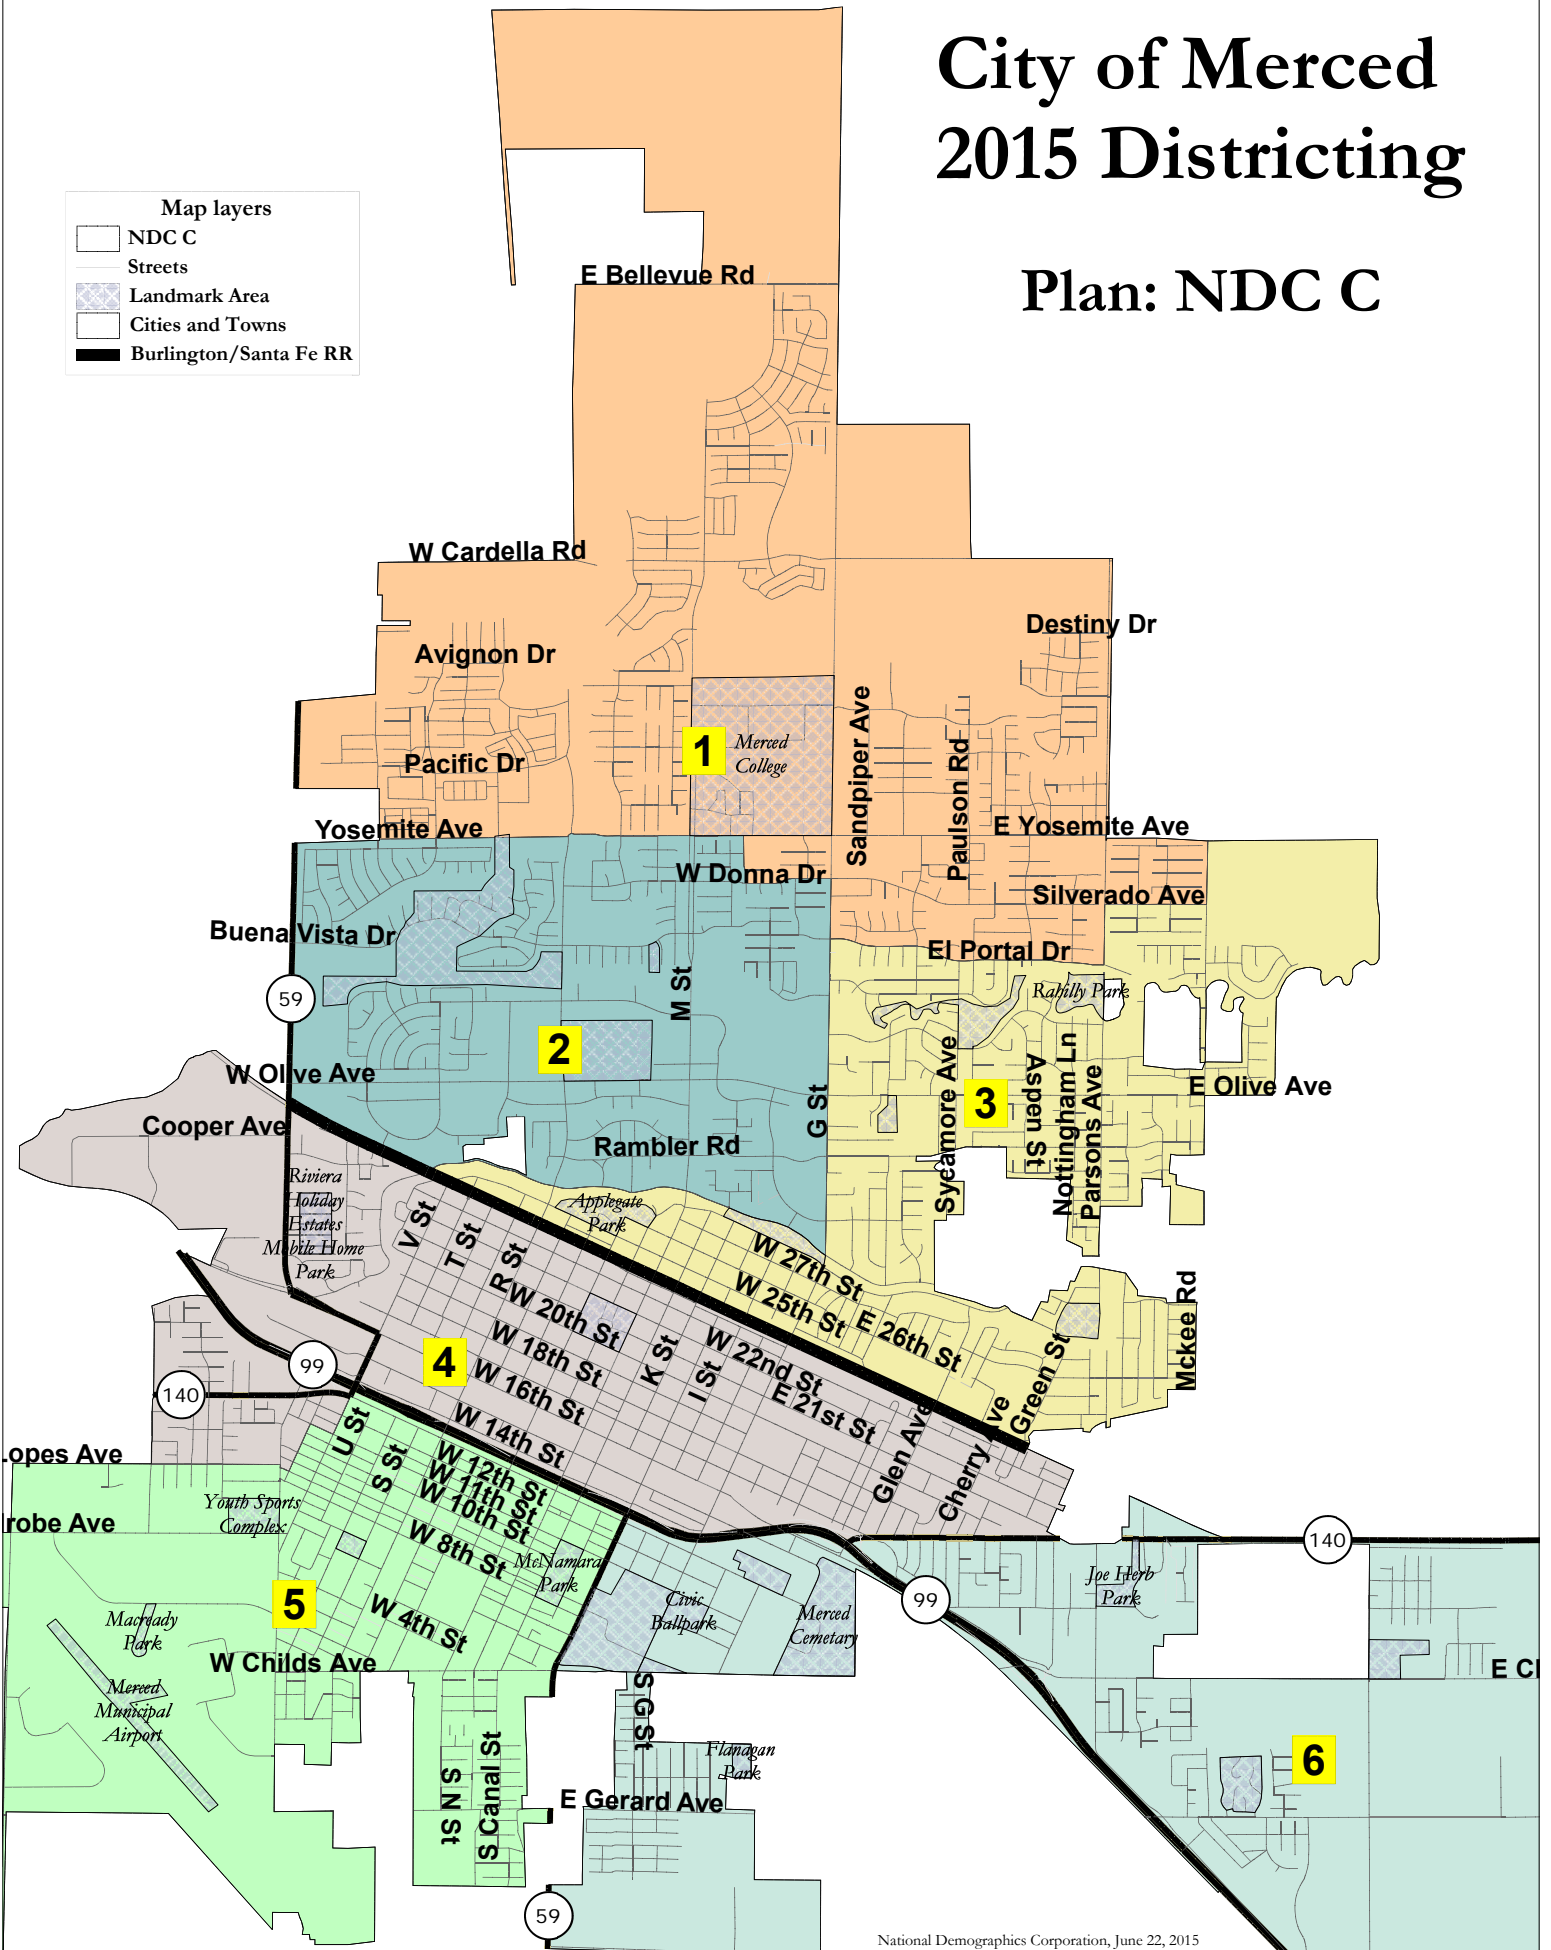 City of Merced
2015 Districting
Plan: NDC C
Map layers
NDC C
Streets
Landmark Area
Cities and Towns
Burlington/Santa Fe RR
E Bellevue Rd
W Cardella Rd
Destiny Dr
Avignon Dr
Sandpiper Ave
Paulson Rd
1
Merced
College
Pacific Dr
Yosemite Ave
E Yosemite Ave
W Donna Dr
Silverado Ave
Buena Vista Dr
El Portal Dr
M St
Rahilly Park
59
2
W Olive Ave
G St
Sycamore Ave
3
Aspen St
Nottingham Ln
Parsons Ave
E Olive Ave
Cooper Ave
Rambler Rd
Riviera
Holiday
Estates
Mobile Home
Park
Applegate
Park
V St
T St
R St
W 27th St
W 25th St
E 26th St
W 20th St
W 18th St
W 16th St
W 14th St
K St
I St
W 22nd St
E 21st St
Green St
Mckee Rd
4
99
140
Glen Ave
Cherry Ave
U St
S St
W 12th St
W 11th St
W 10th St
W 8th St
W 4th St
Lopes Ave
Youth Sports
Complex
robe Ave
McNamara
Park
140
Joe Herb
Park
99
5
Civic
Ballpark
Merced
Cemetary
Macready
Park
W Childs Ave
Merced
Municipal
Airport
S G St
E C
6
S N St
S Canal St
Flanagan
Park
E Gerard Ave
59
National Demographics Corporation, June 22, 2015